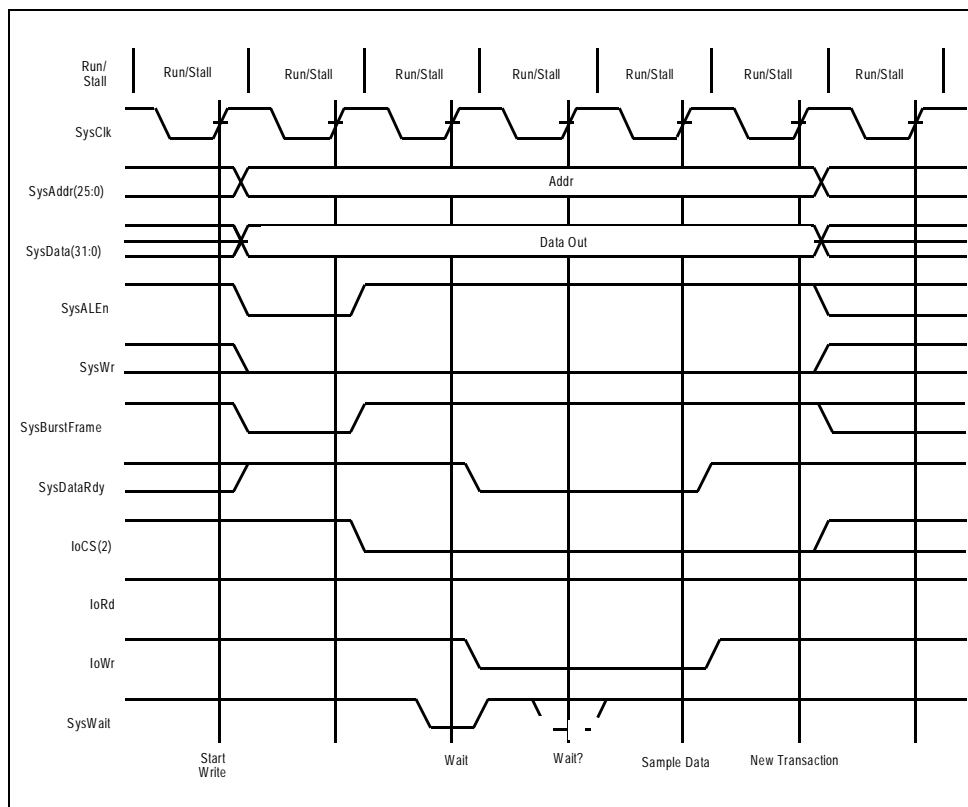 Run/
Stall
Run/Stall
Run/Stall
Run/Stall
Run/Stall
Run/Stall
Run/Stall
Run/Stall
SysClk
SysAddr(25:0)
Addr
SysData(31:0)
Data Out
SysALEn
SysWr
SysBurstFrame
SysDataRdy
IoCS(2)
IoRd
IoWr
SysWait
Start
Write
Wait
Wait?
Sample Data
New Transaction